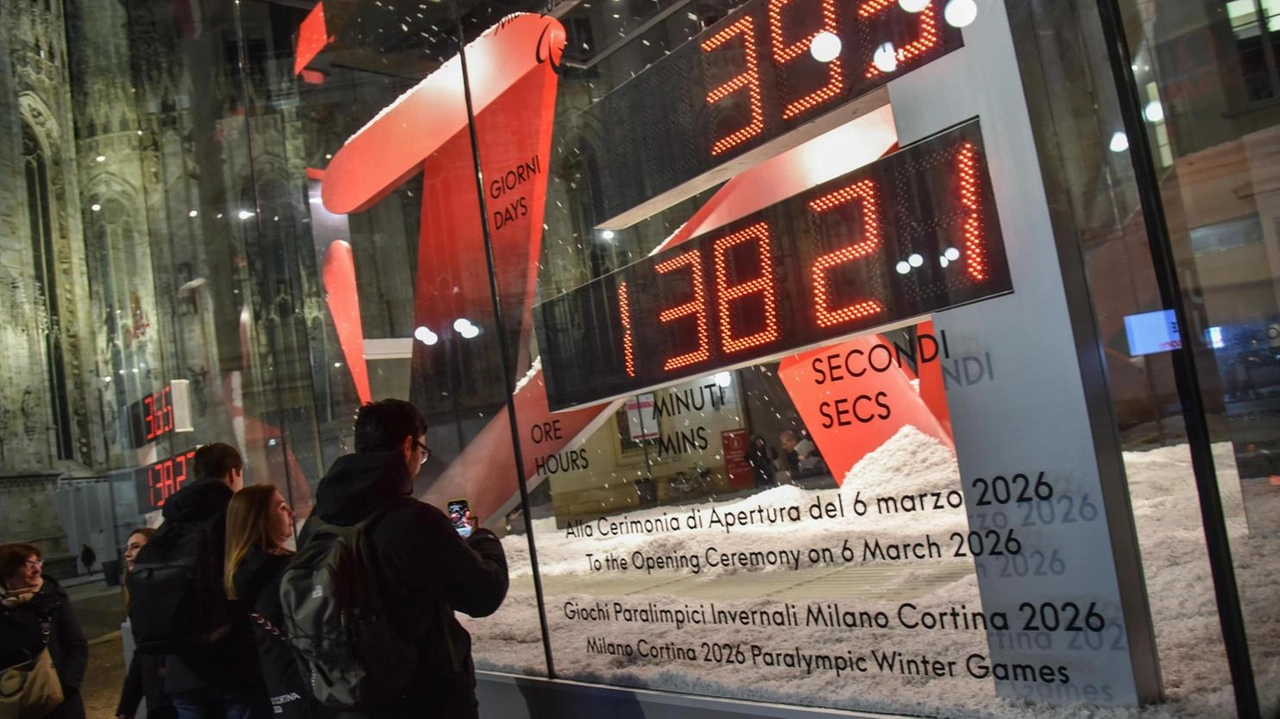 393
GIORNI
DAYS
138 21
365
1382
ORE
HOURS
MINUTI
MINS
SECONDI
SECS
Alla Cerimonia di Apertura del 6 marzo 2026
To the Opening Ceremony on 6 March 2026
Giochi Paralimpici Invernali Milano Cortina 2026
Milano Cortina 2026 Paralympic Winter Games